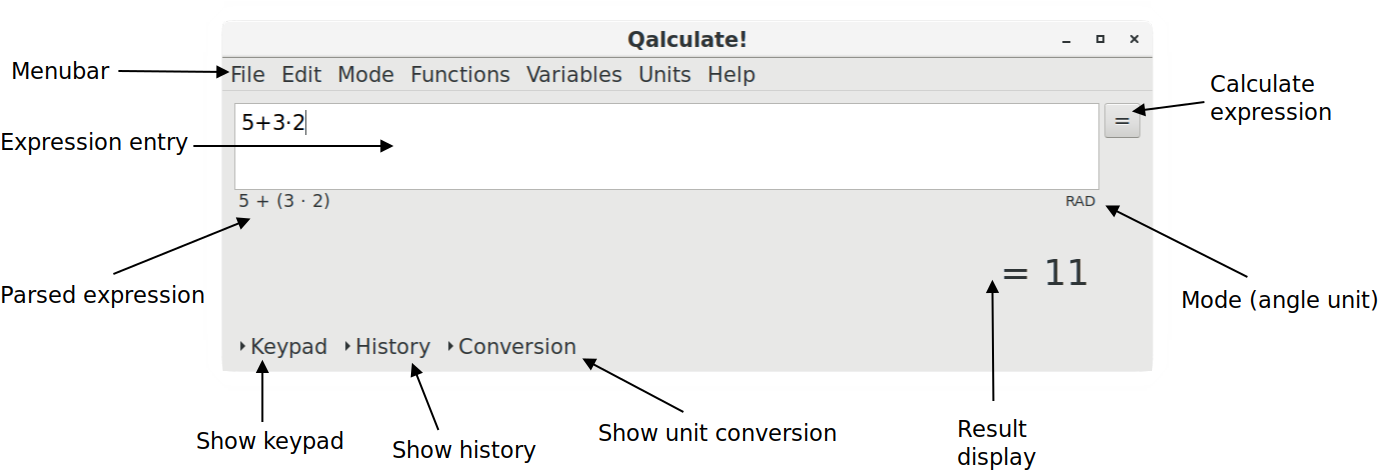 Qalculate!
Menubar
File Edit Mode Functions Variables Units Help
Calculate
expression
5+3·2
=
Expression entry
5 + (3 · 2)
RAD
= 11
Parsed expression
Mode (angle unit)
Keypad History Conversion
Show keypad
Show history
Show unit conversion
Result
display